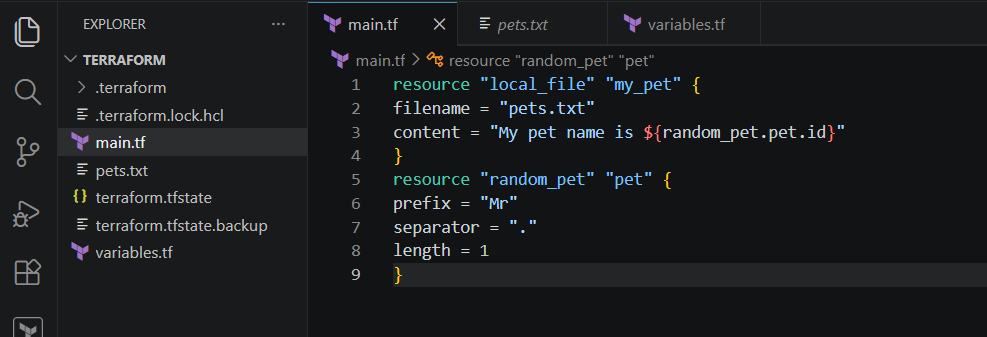 EXPLORER
TERRAFORM
.terraform
.terraform.lock.hcl
main.tf
pets.txt
terraform.tfstate
terraform.tfstate.backup
variables.tf
main.tf
pets.txt
variables.tf
main.tf > resource "random_pet" "pet"
1 resource "local_file" "my_pet" {
2 filename = "pets.txt"
3 content = "My pet name is ${random_pet.pet.id}"
4 }
5 resource "random_pet" "pet" {
6 prefix = "Mr"
7 separator = "."
8 length = 1
9 }